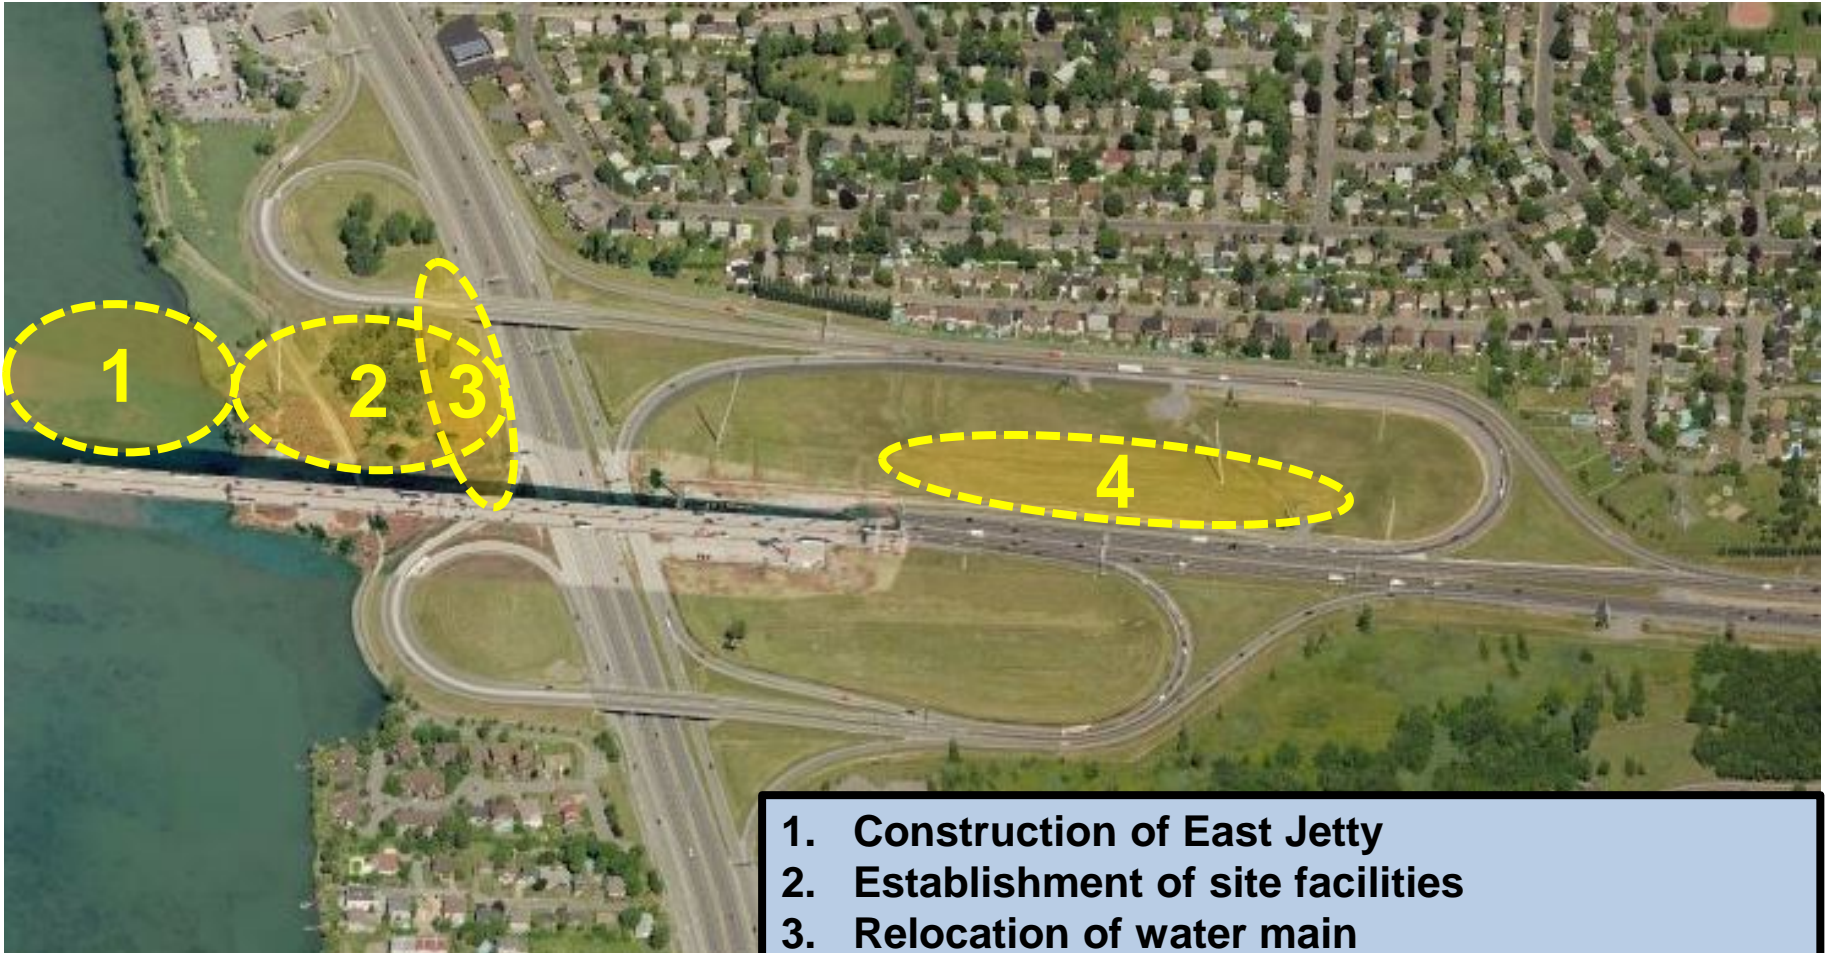 1
2
3
4
1. Construction of East Jetty
2. Establishment of site facilities
3. Relocation of water main